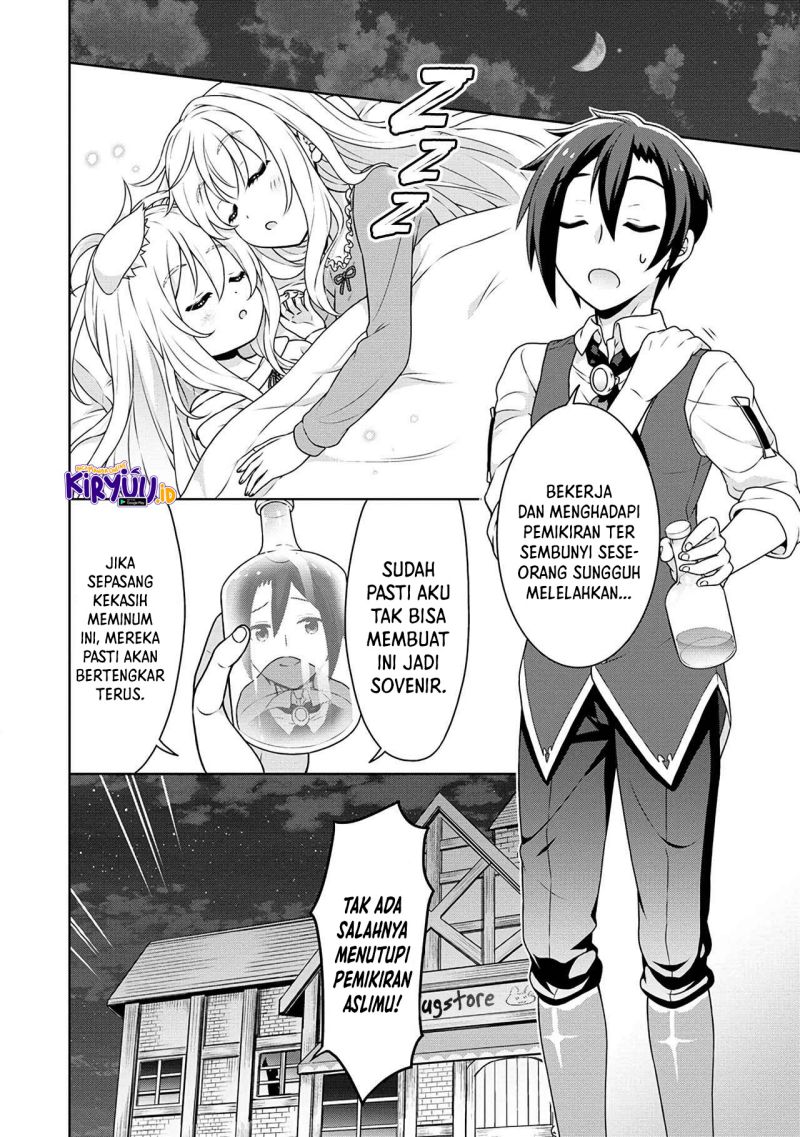 ZZZZ
BEKERJA
DAN MENGHADAPI
PEMIKIRAN TER
SEMBUNYI SESE-
ORANG SUNGGUH
MELELAHKAN...
SUDAH
PASTI AKU
TAK BISA
MEMBUAT
INI JADI
SOVENIR.
JIKA
SEPASANG
KEKASIH
MEMINUM
INI, MEREKA
PASTI AKAN
BERTENGKAR
TERUS.
KIRYUU.ID
TAK ADA
SALAHNYA
MENUTUPI
PEMIKIRAN
ASLIMU!
ugstore